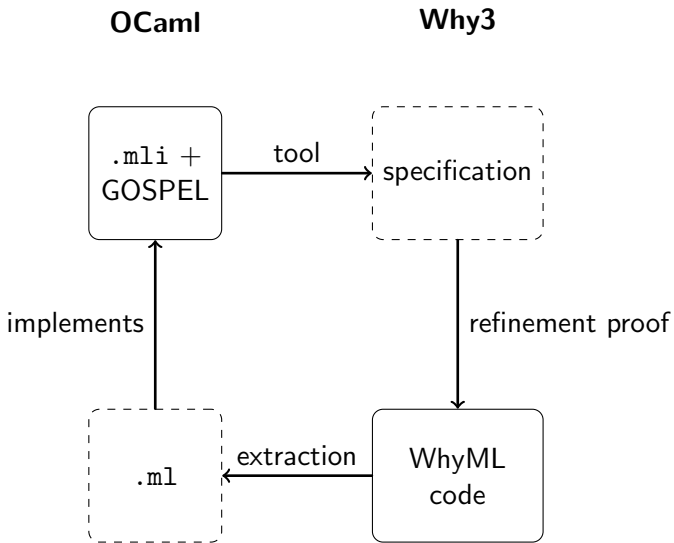 OCaml
Why3
.mli +
GOSPEL
tool
specification
implements
refinement proof
.ml
extraction
WhyML
code